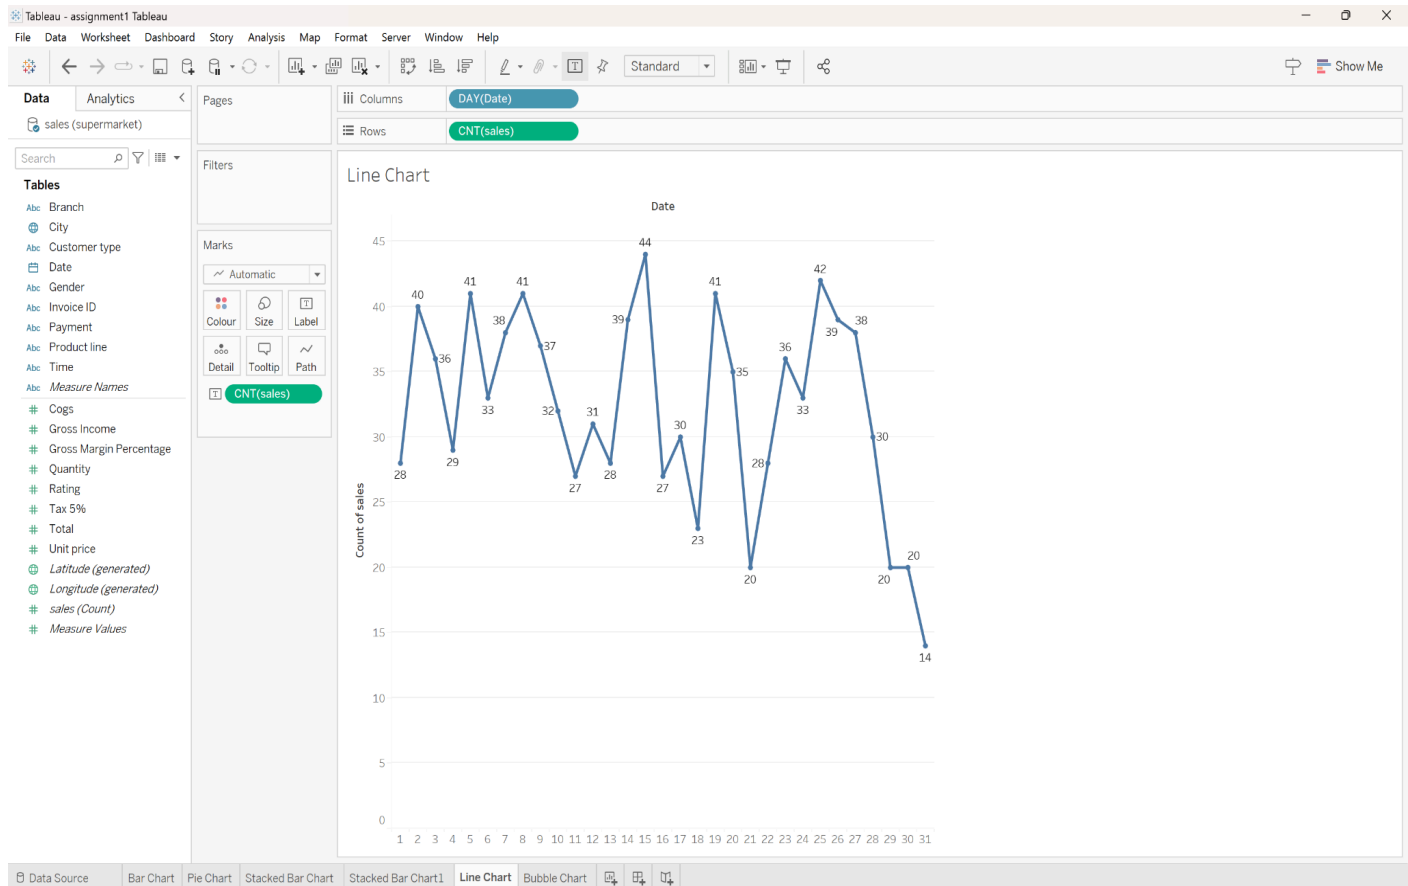 Tableau - assignment1 Tableau
File Data Worksheet Dashboard Story Analysis Map Format Server Window Help
Standard
Show Me
Data Analytics
sales (supermarket)
Search
Tables
Abc Branch
City
Abc Customer type
Date
Abc Gender
Abc Invoice ID
Abc Payment
Abc Product line
Abc Time
Abc Measure Names
# Cogs
# Gross Income
# Gross Margin Percentage
# Quantity
# Rating
# Tax 5%
# Total
# Unit price
Latitude (generated)
Longitude (generated)
# sales (Count)
# Measure Values
Pages
Filters
Marks
Automatic
Colour Size Label
Detail Tooltip Path
CNT(sales)
Columns DAY(Date)
Rows CNT(sales)
Line Chart
Date
Count of sales
45
40
35
30
25
20
15
10
5
0
28 40 36 29 41 33 38 41 37 32 27 31 28 39 44 27 30 23 41 35 20 28 36 33 42 39 38 30 20 20 14
1 2 3 4 5 6 7 8 9 10 11 12 13 14 15 16 17 18 19 20 21 22 23 24 25 26 27 28 29 30 31
Data Source Bar Chart Pie Chart Stacked Bar Chart Stacked Bar Chart1 Line Chart Bubble Chart